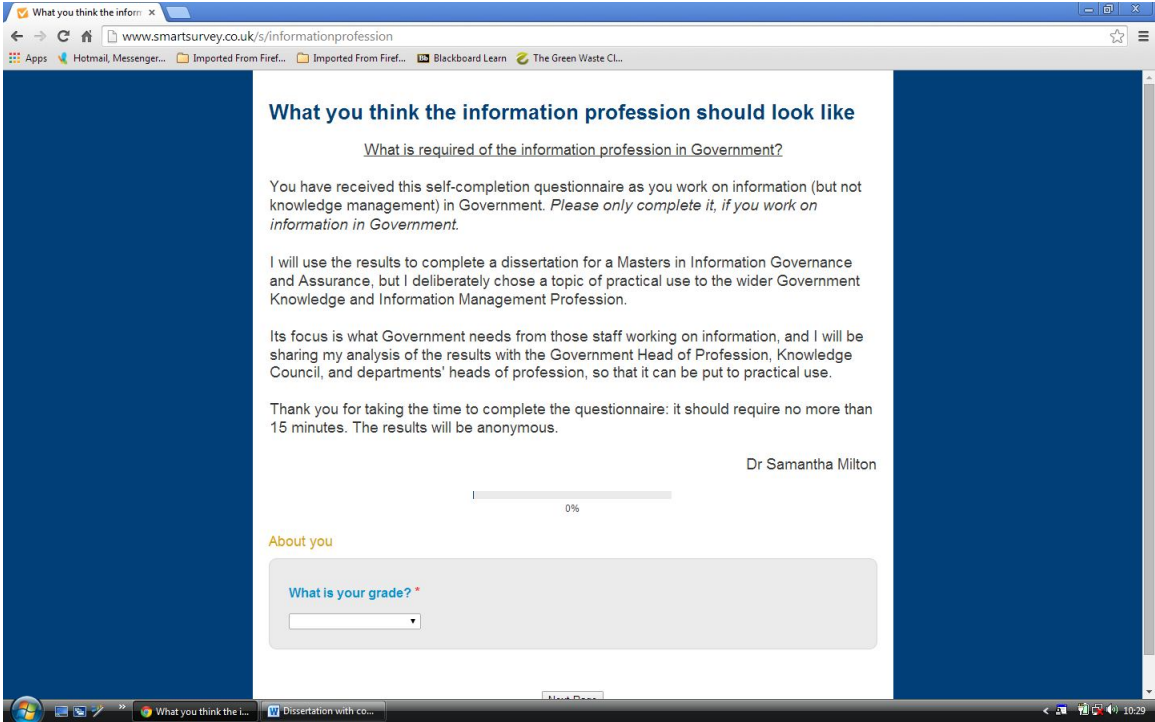 What you think the inform
www.smartsurvey.co.uk/s/informationprofession
Apps Hotmail, Messenger... Imported From Firef... Imported From Firef... Blackboard Learn The Green Waste Cl...
What you think the information profession should look like
What is required of the information profession in Government?
You have received this self-completion questionnaire as you work on information (but not
knowledge management) in Government. Please only complete it, if you work on
information in Government.
I will use the results to complete a dissertation for a Masters in Information Governance
and Assurance, but I deliberately chose a topic of practical use to the wider Government
Knowledge and Information Management Profession.
Its focus is what Government needs from those staff working on information, and I will be
sharing my analysis of the results with the Government Head of Profession, Knowledge
Council, and departments' heads of profession, so that it can be put to practical use.
Thank you for taking the time to complete the questionnaire: it should require no more than
15 minutes. The results will be anonymous.
Dr Samantha Milton
0%
About you
What is your grade? *
Next Page
What you think the i... Dissertation with co... 10:29